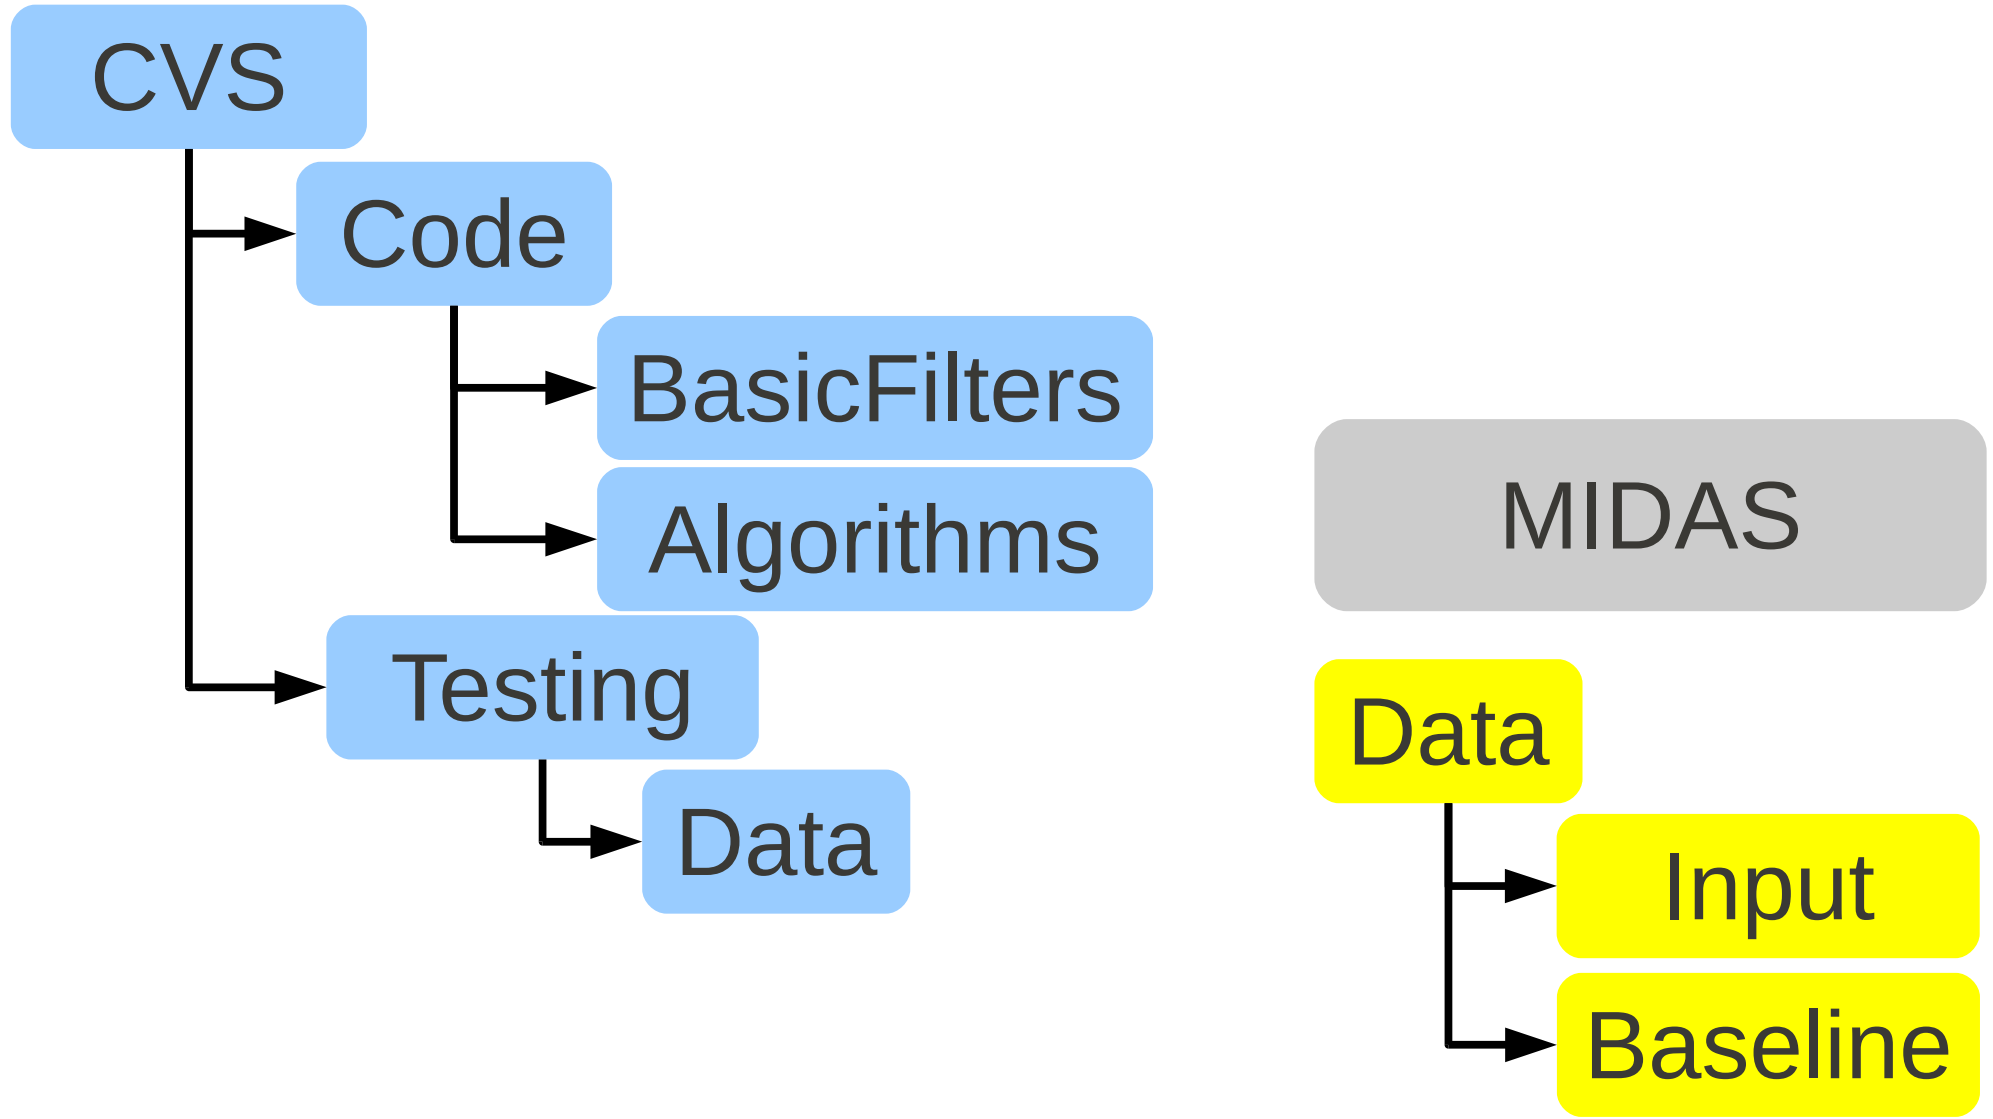 CVS
Code
BasicFilters
Algorithms
Testing
Data
MIDAS
Data
Input
Baseline